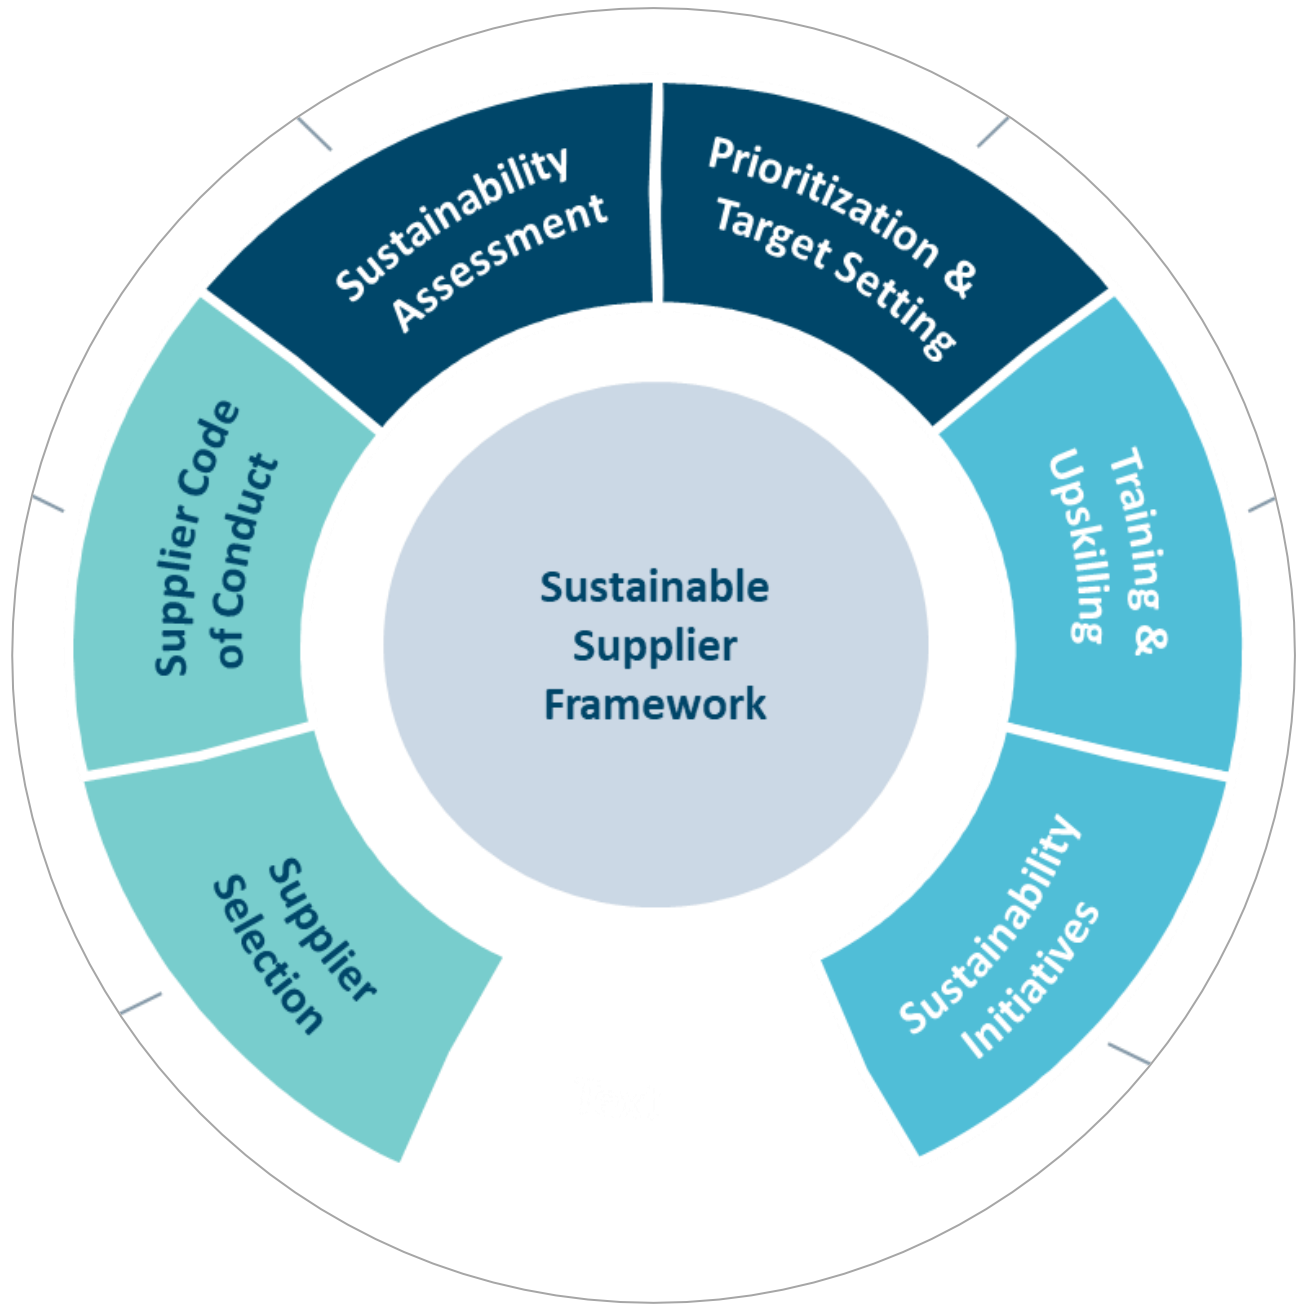 Sustainability
Assessment
Prioritization &
Target Setting
Supplier Code
of Conduct
Training &
Upskilling
Sustainable
Supplier
Framework
Supplier
Selection
Sustainability
Initiatives